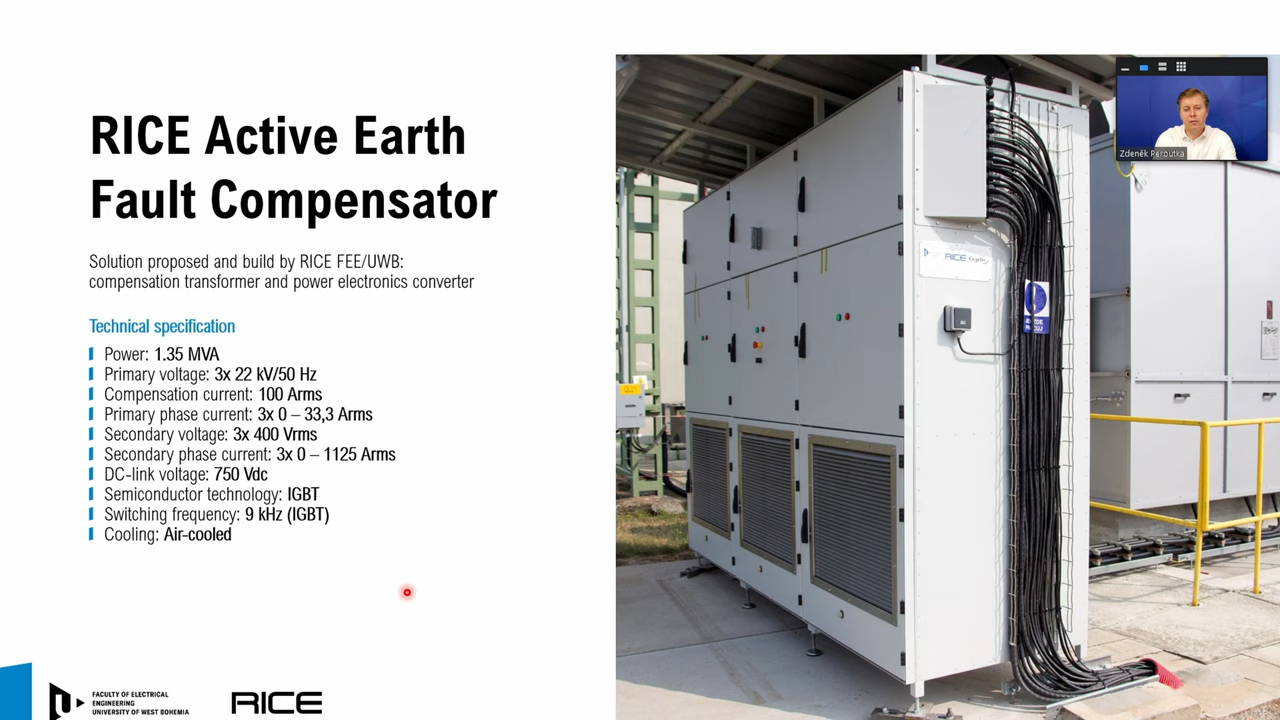 RICE Active Earth
Fault Compensator
Solution proposed and build by RICE FEE/UWB:
compensation transformer and power electronics converter
Technical specification
Power: 1.35 MVA
Primary voltage: 3x 22 kV/50 Hz
Compensation current: 100 Arms
Primary phase current: 3x 0 – 33,3 Arms
Secondary voltage: 3x 400 Vrms
Secondary phase current: 3x 0 – 1125 Arms
DC-link voltage: 750 Vdc
Semiconductor technology: IGBT
Switching frequency: 9 kHz (IGBT)
Cooling: Air-cooled
FACULTY OF ELECTRICAL
ENGINEERING
UNIVERSITY OF WEST BOHEMIA
RICE
RICE
Zdeněk Peroutka